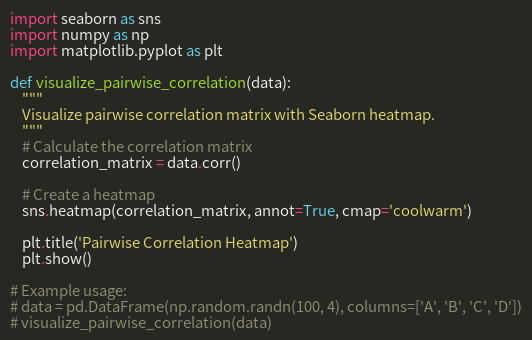 import seaborn as sns
import numpy as np
import matplotlib.pyplot as plt
def visualize_pairwise_correlation(data):
"""
Visualize pairwise correlation matrix with Seaborn heatmap.
"""
# Calculate the correlation matrix
correlation_matrix = data.corr()
# Create a heatmap
sns.heatmap(correlation_matrix, annot=True, cmap='coolwarm')
plt.title('Pairwise Correlation Heatmap')
plt.show()
# Example usage:
# data = pd.DataFrame(np.random.randn(100, 4), columns=['A', 'B', 'C', 'D'])
# visualize_pairwise_correlation(data)